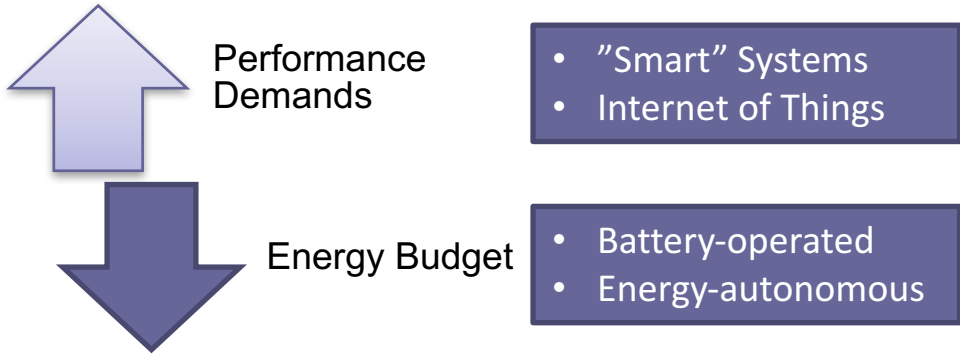 Performance
Demands
• ”Smart” Systems
• Internet of Things
Energy Budget
• Battery-operated
• Energy-autonomous